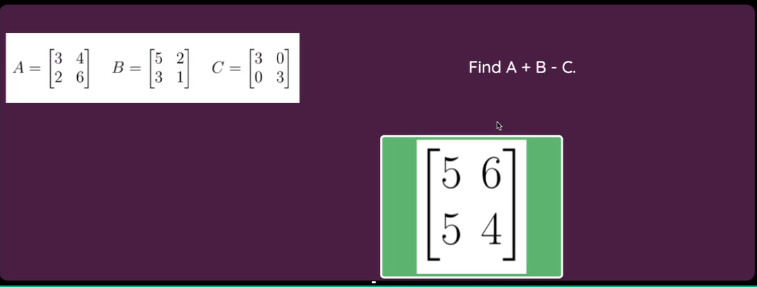 A = [3 4] B = [5 2] C = [3 0]
[2 6] [3 1] [0 3]
Find A + B - C.
[5 6]
[5 4]